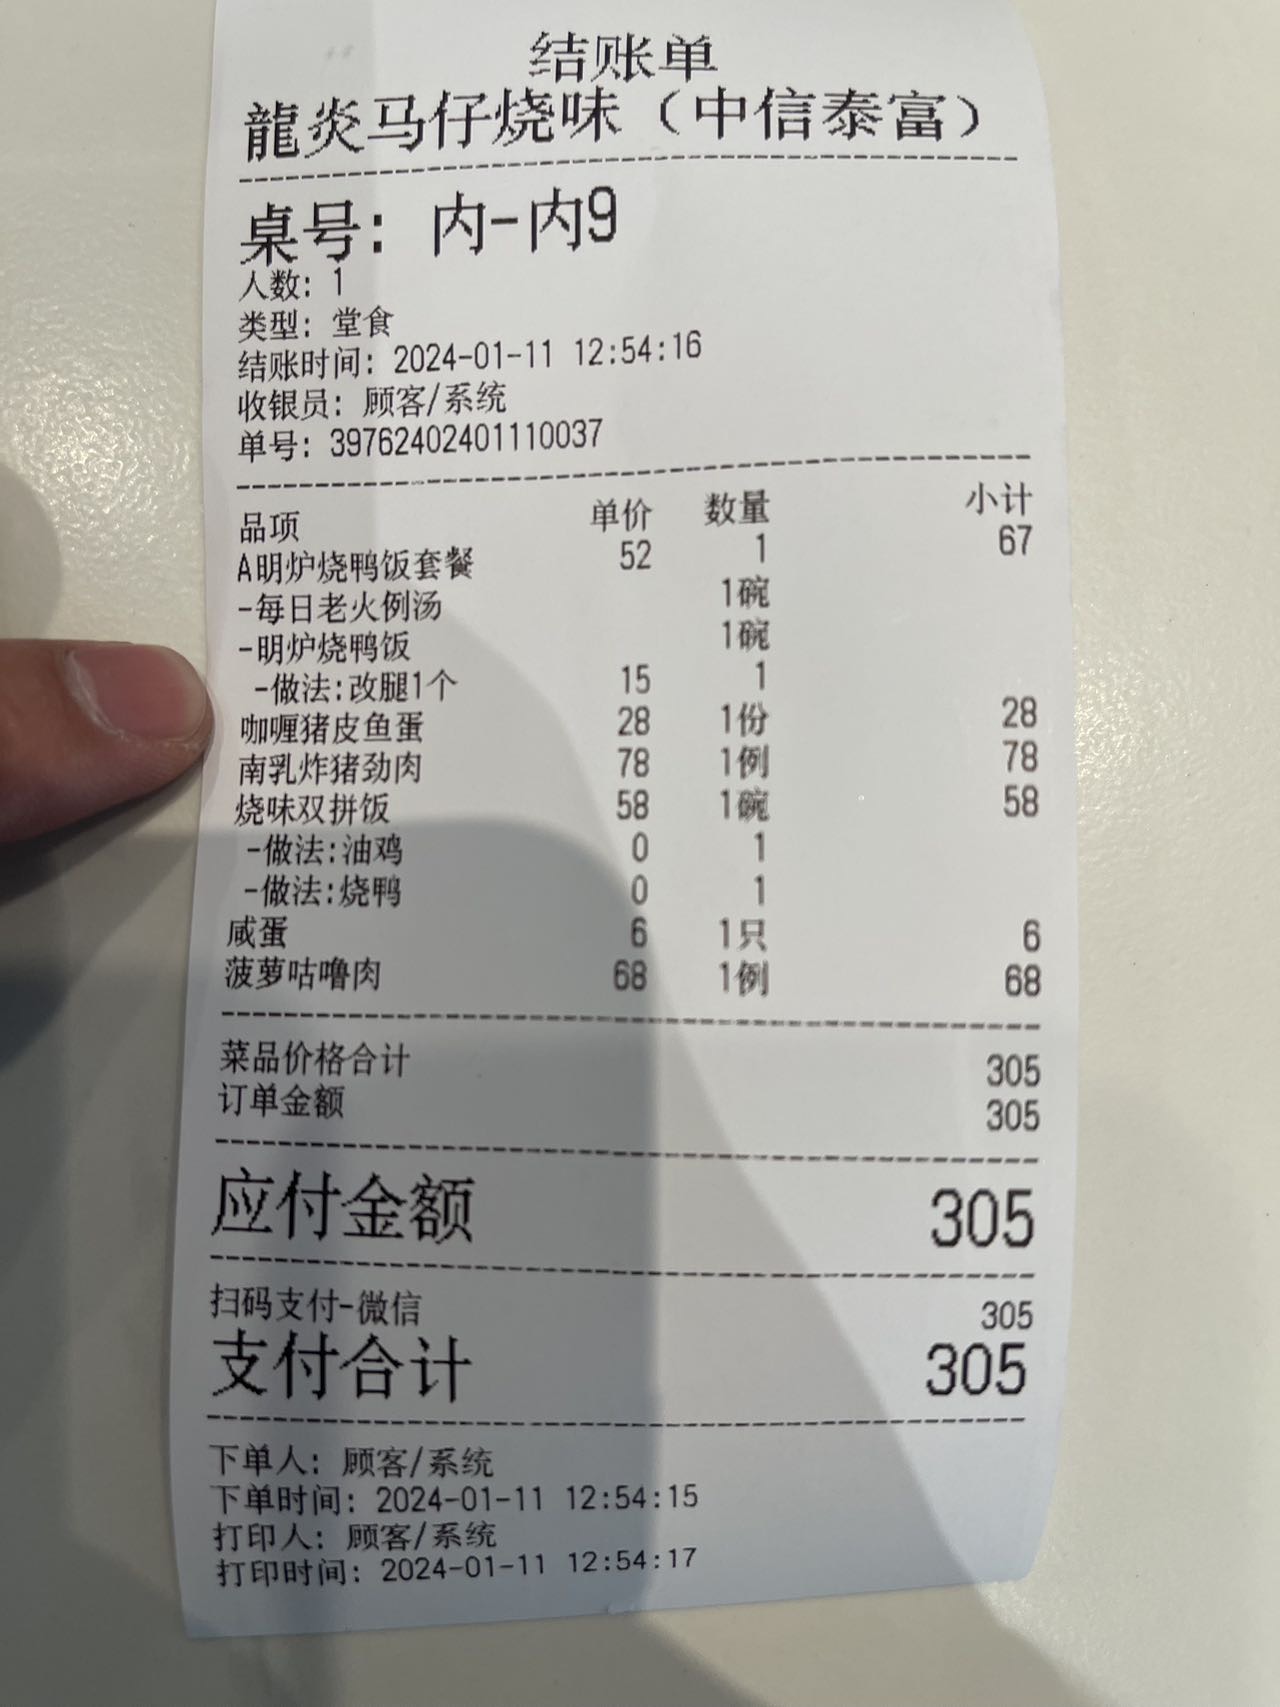 结账单
龍炎马仔烧味（中信泰富）
桌号： 内-内9
人数： 1
类型： 堂食
结账时间： 2024-01-11 12:54:16
收银员： 顾客/系统
单号： 39762402401110037
品项 单价 数量 小计
A明炉烧鸭饭套餐 52 1 67
-每日老火例汤 1碗
-明炉烧鸭饭 1碗
-做法:改腿1个 15 1
咖喱猪皮鱼蛋 28 1份 28
南乳炸猪劲肉 78 1例 78
烧味双拼饭 58 1碗 58
-做法:油鸡 0 1
-做法:烧鸭 0 1
咸蛋 6 1只 6
菠萝咕噜肉 68 1例 68
菜品价格合计 305
订单金额 305
应付金额 305
扫码支付-微信 305
支付合计 305
下单人： 顾客/系统
下单时间： 2024-01-11 12:54:15
打印人： 顾客/系统
打印时间： 2024-01-11 12:54:17